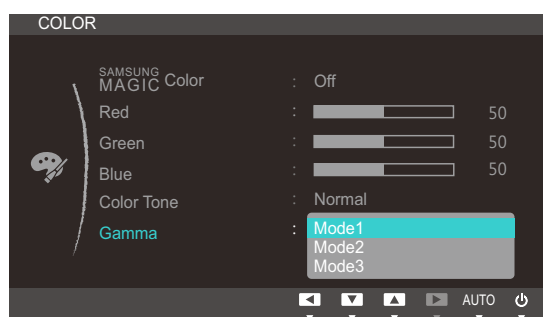 COLOR
SAMSUNG MAGIC Color : Off
Red : 50
Green : 50
Blue : 50
Color Tone : Normal
Gamma : Mode1
Mode2
Mode3
AUTO